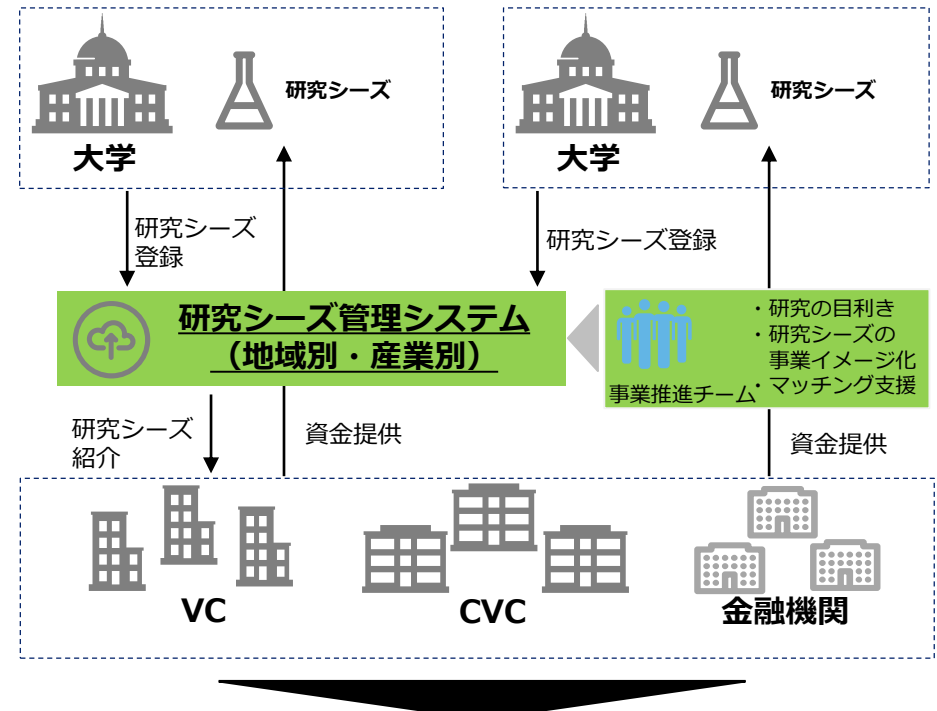 研究シーズ
大学
研究シーズ
大学
研究シーズ
登録
研究シーズ登録
研究シーズ管理システム
（地域別・産業別）
・研究の目利き
・研究シーズの
事業イメージ化
・マッチング支援
事業推進チーム
研究シーズ
紹介
資金提供
資金提供
VC
CVC
金融機関